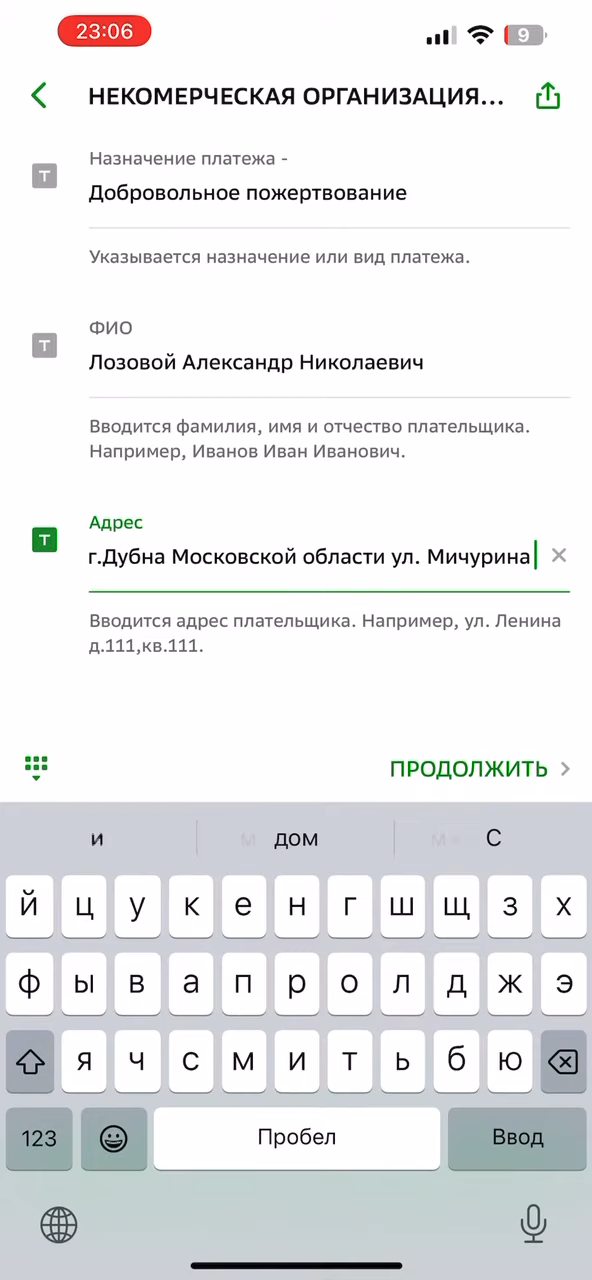 23:06
9
НЕКОМЕРЧЕСКАЯ ОРГАНИЗАЦИЯ...
Назначение платежа -
Т
Добровольное пожертвование
Указывается назначение или вид платежа.
ФИО
Т
Лозовой Александр Николаевич
Вводится фамилия, имя и отчество плательщика.
Например, Иванов Иван Иванович.
Адрес
Т
г.Дубна Московской области ул. Мичурина
Вводится адрес плательщика. Например, ул. Ленина
д.111,кв.111.
ПРОДОЛЖИТЬ
и дом С
й ц у к е н г ш щ з х
ф ы в а п р о л д ж э
я ч с м и т ь б ю
123 Пробел Ввод